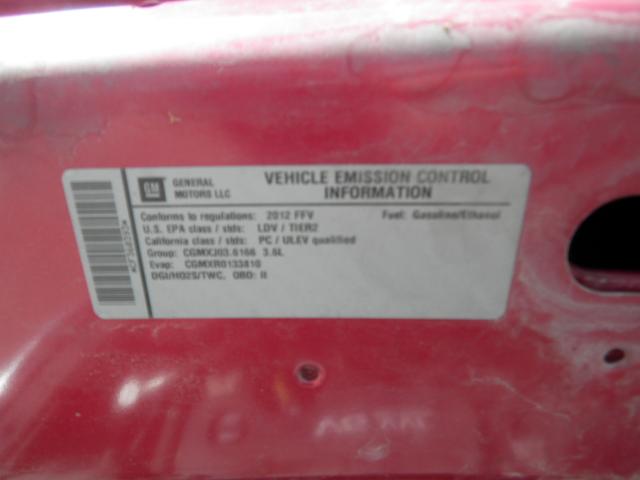 GM GENERAL MOTORS LLC
VEHICLE EMISSION CONTROL INFORMATION
Conforms to regulations: 2012 FFV Fuel: Gasoline/Ethanol
U.S. EPA class / stds: LDV / TIER2
California class / stds: PC / ULEV qualified
Group: CGMXJ03.6166 3.6L
Evap: CGMXR0133810
DGI/HO2S/TWC, OBD: II